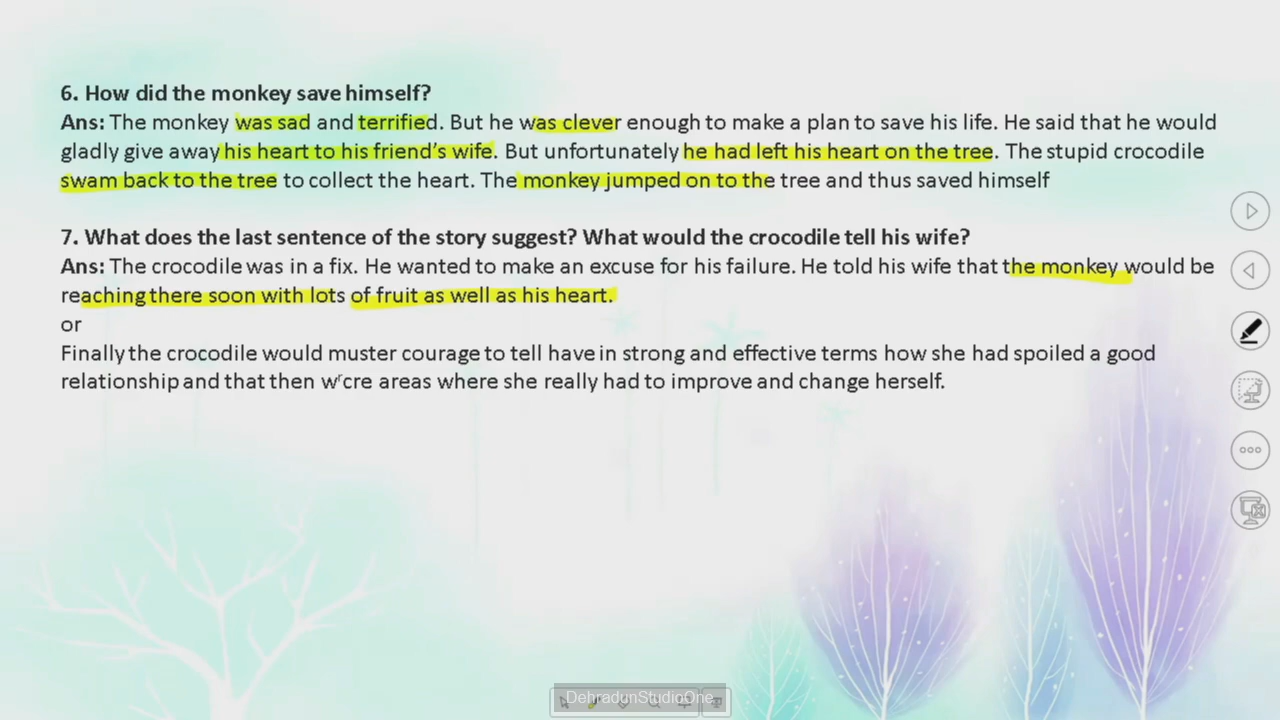 6. How did the monkey save himself?
Ans: The monkey was sad and terrified. But he was clever enough to make a plan to save his life. He said that he would
gladly give away his heart to his friend’s wife. But unfortunately he had left his heart on the tree. The stupid crocodile
swam back to the tree to collect the heart. The monkey jumped on to the tree and thus saved himself
7. What does the last sentence of the story suggest? What would the crocodile tell his wife?
Ans: The crocodile was in a fix. He wanted to make an excuse for his failure. He told his wife that the monkey would be
reaching there soon with lots of fruit as well as his heart.
or
Finally the crocodile would muster courage to tell have in strong and effective terms how she had spoiled a good
relationship and that then wʳcre areas where she really had to improve and change herself.
DehradunStudioOne